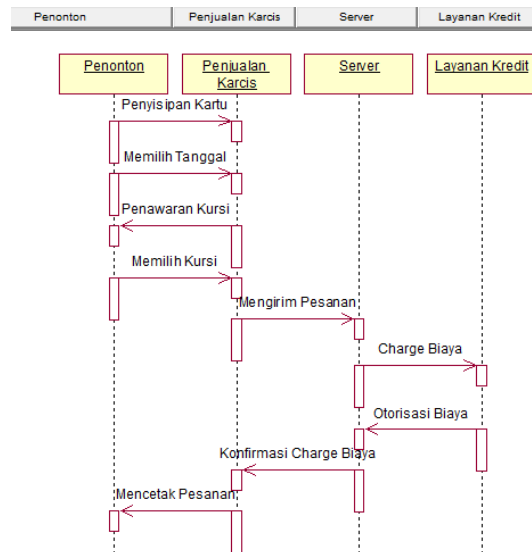 Penonton
Penjualan Karcis
Server
Layanan Kredit
Penonton
Penjualan
Karcis
Server
Layanan Kredit
Penyisipan Kartu
Memilih Tanggal
Penawaran Kursi
Memilih Kursi
Mengirim Pesanan
Charge Biaya
Otorisasi Biaya
Konfirmasi Charge Biaya
Mencetak Pesanan